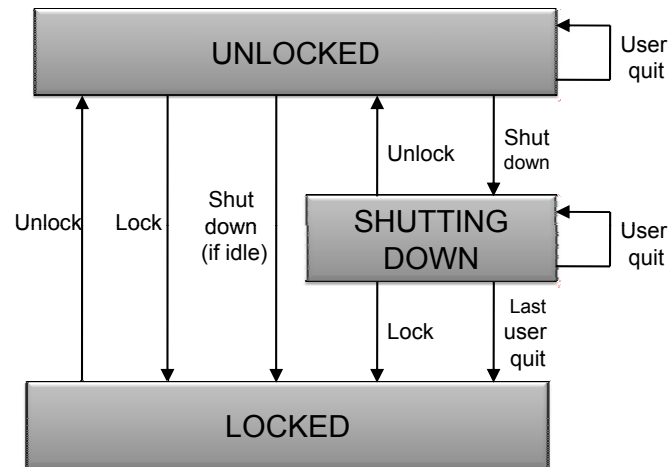 UNLOCKED
User
quit
Unlock
Lock
Shut
down
(if idle)
Unlock
Shut
down
SHUTTING
DOWN
User
quit
Lock
Last
user
quit
LOCKED